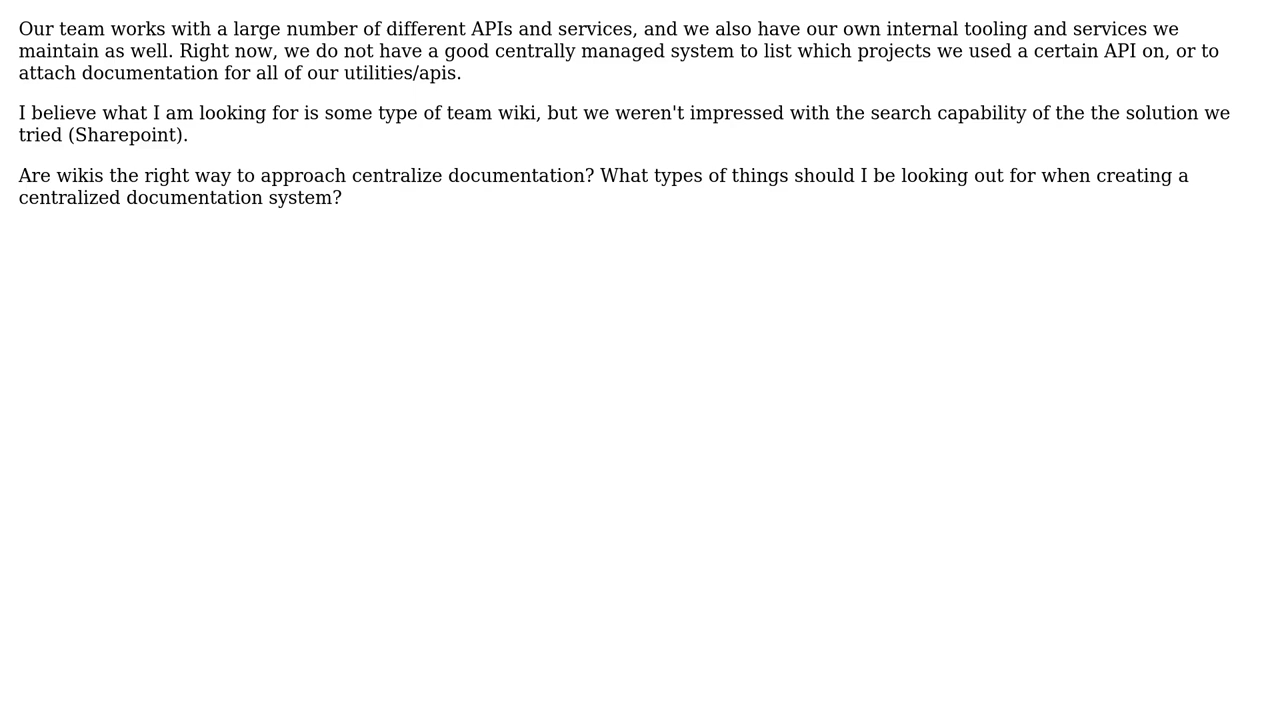 Our team works with a large number of different APIs and services, and we also have our own internal tooling and services we
maintain as well. Right now, we do not have a good centrally managed system to list which projects we used a certain API on, or to
attach documentation for all of our utilities/apis.
I believe what I am looking for is some type of team wiki, but we weren't impressed with the search capability of the the solution we
tried (Sharepoint).
Are wikis the right way to approach centralize documentation? What types of things should I be looking out for when creating a
centralized documentation system?